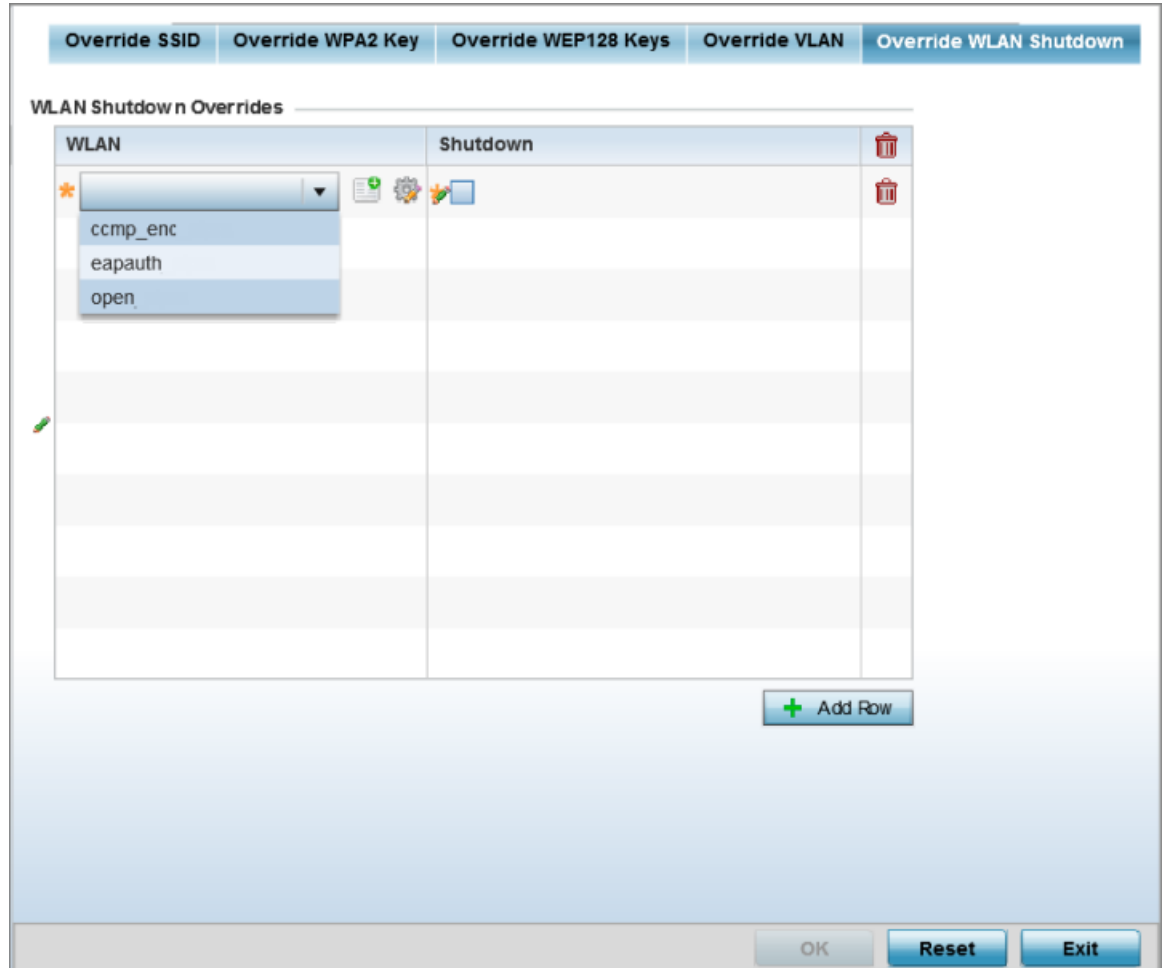 Override SSID Override WPA2 Key Override WEP128 Keys Override VLAN Override WLAN Shutdown
WLAN Shutdown Overrides
WLAN Shutdown
ccmp_enc
eapauth
open
Add Row
OK Reset Exit